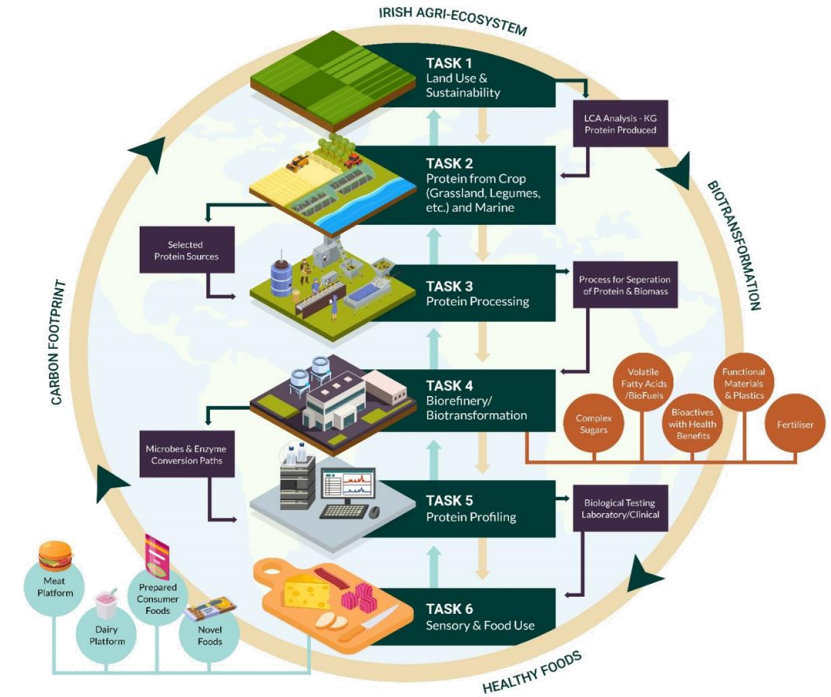 IRISH AGRI-ECOSYSTEM
TASK 1
Land Use &
Sustainability
LCA Analysis - KG
Protein Produced
TASK 2
Protein from Crop
(Grassland, Legumes,
etc.) and Marine
BIOTRANSFORMATION
Selected
Protein Sources
TASK 3
Protein Processing
Process for Seperation
of Protein & Biomass
CARBON FOOTPRINT
TASK 4
Biorefinery/
Biotransformation
Complex
Sugars
Volatile
Fatty Acids
/BioFuels
Bioactives
with Health
Benefits
Functional
Materials
& Plastics
Fertiliser
Microbes & Enzyme
Conversion Paths
TASK 5
Protein Profiling
Biological Testing
Laboratory/Clinical
Meat
Platform
Dairy
Platform
Prepared
Consumer
Foods
Novel
Foods
TASK 6
Sensory & Food Use
HEALTHY FOODS